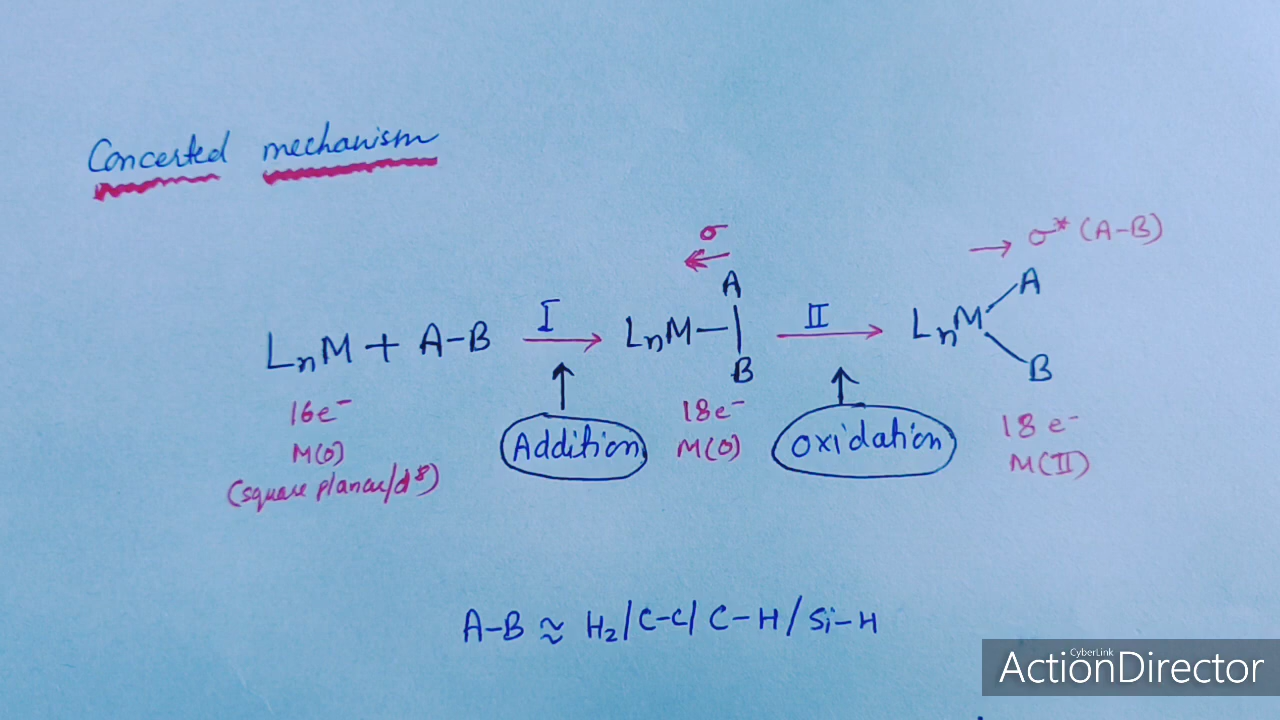 Concerted mechanism
σ
→ σ* (A-B)
LnM + A-B I → LnM-| A B II → LnM A B
16e⁻ Addition 18e⁻ oxidation 18 e⁻
M(0) M(0) M(II)
(square planar/d⁸)
A-B ≈ H₂/C-C/ C-H/Si-H
CyberLink
ActionDirector